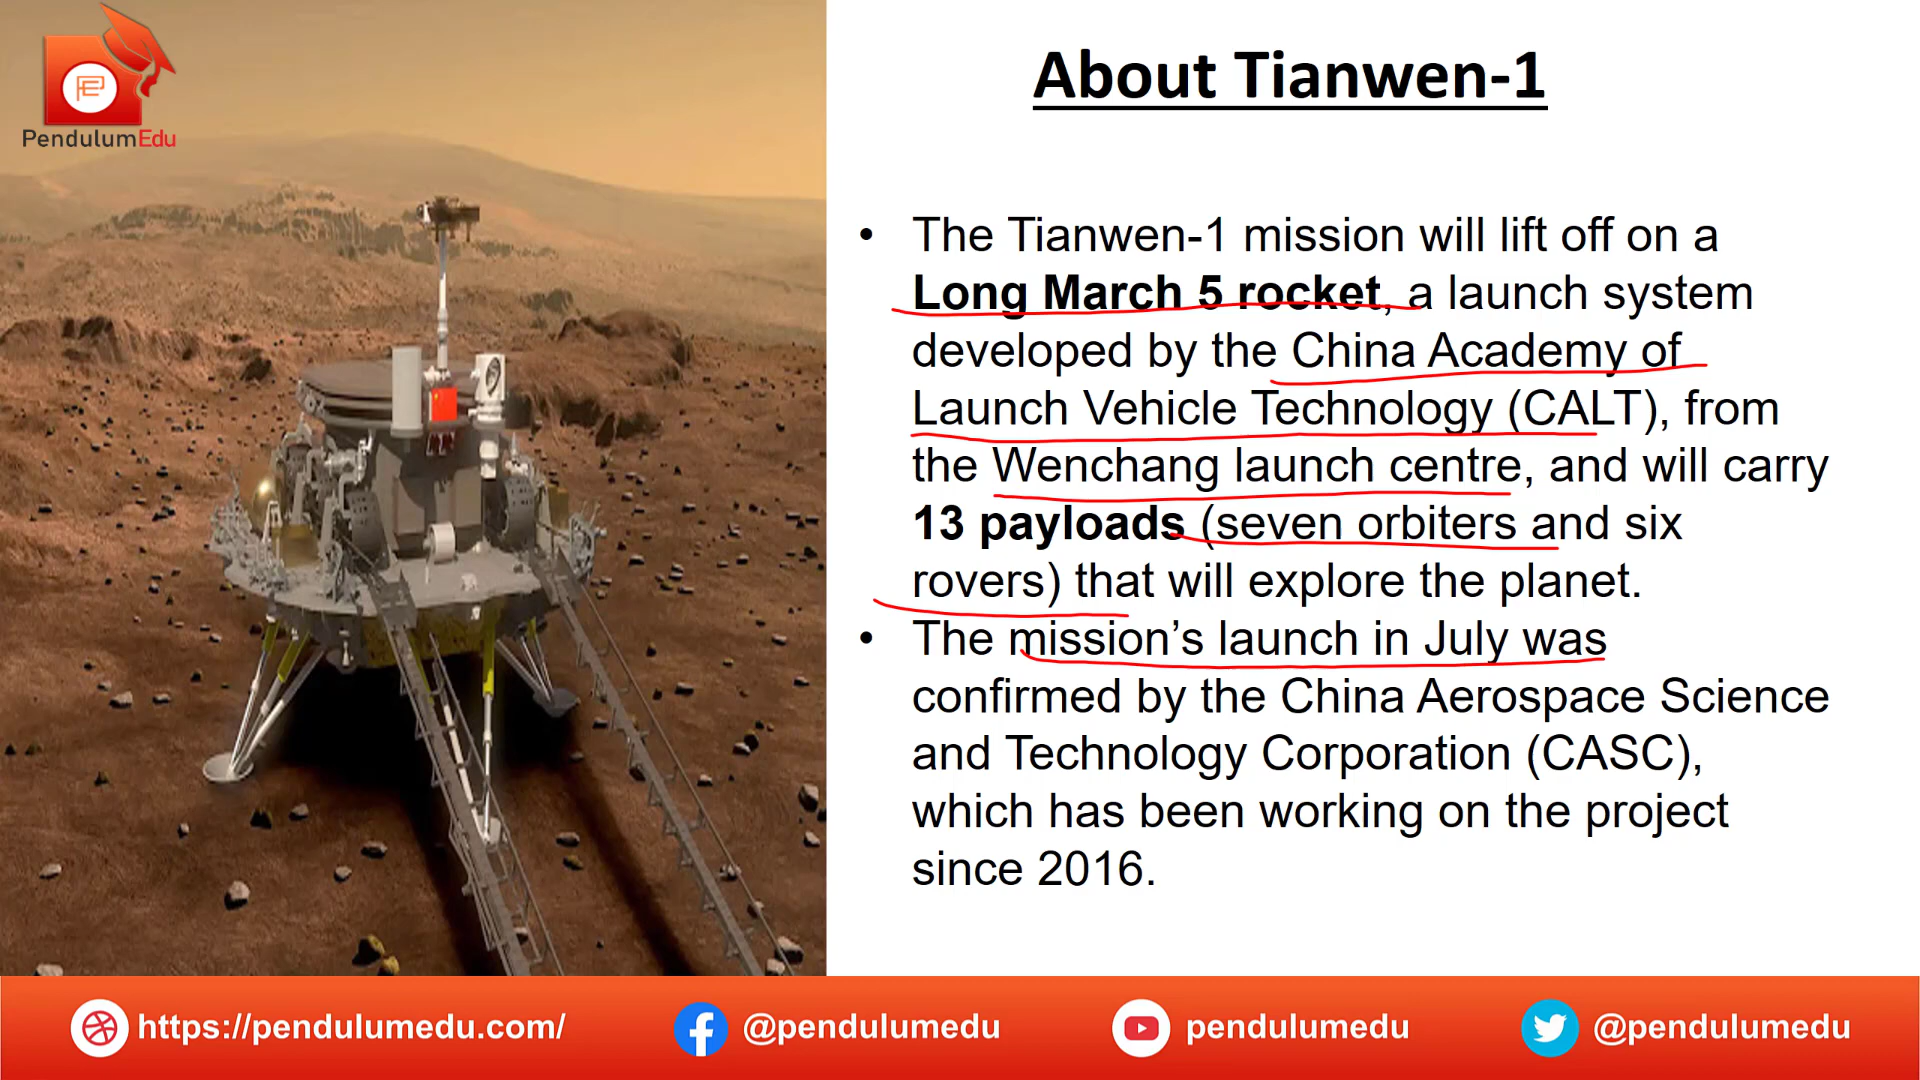 PendulumEdu
About Tianwen-1
• The Tianwen-1 mission will lift off on a
Long March 5 rocket, a launch system
developed by the China Academy of
Launch Vehicle Technology (CALT), from
the Wenchang launch centre, and will carry
13 payloads (seven orbiters and six
rovers) that will explore the planet.
• The mission’s launch in July was
confirmed by the China Aerospace Science
and Technology Corporation (CASC),
which has been working on the project
since 2016.
https://pendulumedu.com/ @pendulumedu pendulumedu @pendulumedu